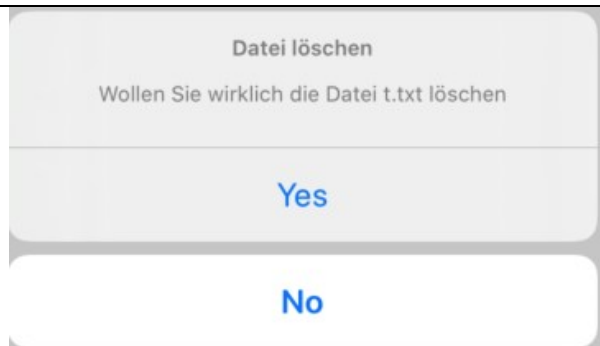 Datei löschen
Wollen Sie wirklich die Datei t.txt löschen
Yes
No